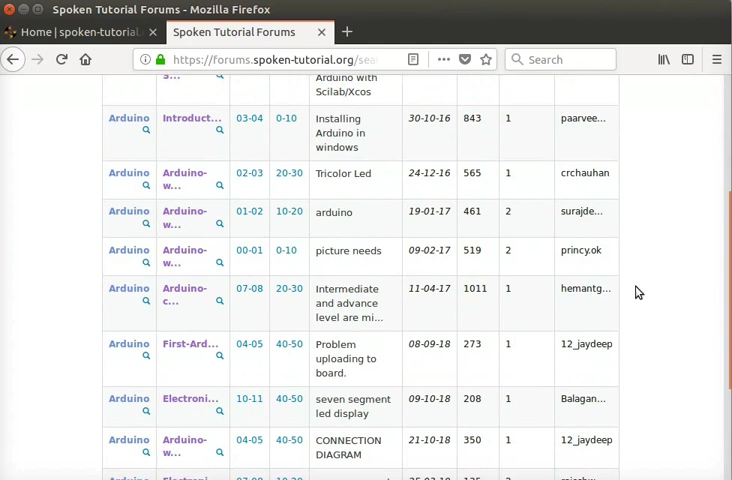 Spoken Tutorial Forums - Mozilla Firefox
Home | spoken-tutorial. Spoken Tutorial Forums
https://forums.spoken-tutorial.org/sea Search
S...
Arduino with
Scilab/Xcos
Arduino Introduct... 03-04 0-10 Installing 30-10-16 843 1 paarvee...
Arduino in
windows
Arduino Arduino- 02-03 20-30 Tricolor Led 24-12-16 565 1 crchauhan
w...
Arduino Arduino- 01-02 10-20 arduino 19-01-17 461 2 surajde...
w...
Arduino Arduino- 00-01 0-10 picture needs 09-02-17 519 2 princy.ok
w...
Arduino Arduino- 07-08 20-30 Intermediate 11-04-17 1011 1 hemantg...
c... and advance
level are mi...
Arduino First-Ard... 04-05 40-50 Problem 08-09-18 273 1 12_jaydeep
uploading to
board.
Arduino Electroni... 10-11 40-50 seven segment 09-10-18 208 1 Balagan...
led display
Arduino Arduino- 04-05 40-50 CONNECTION 21-10-18 350 1 12_jaydeep
w... DIAGRAM